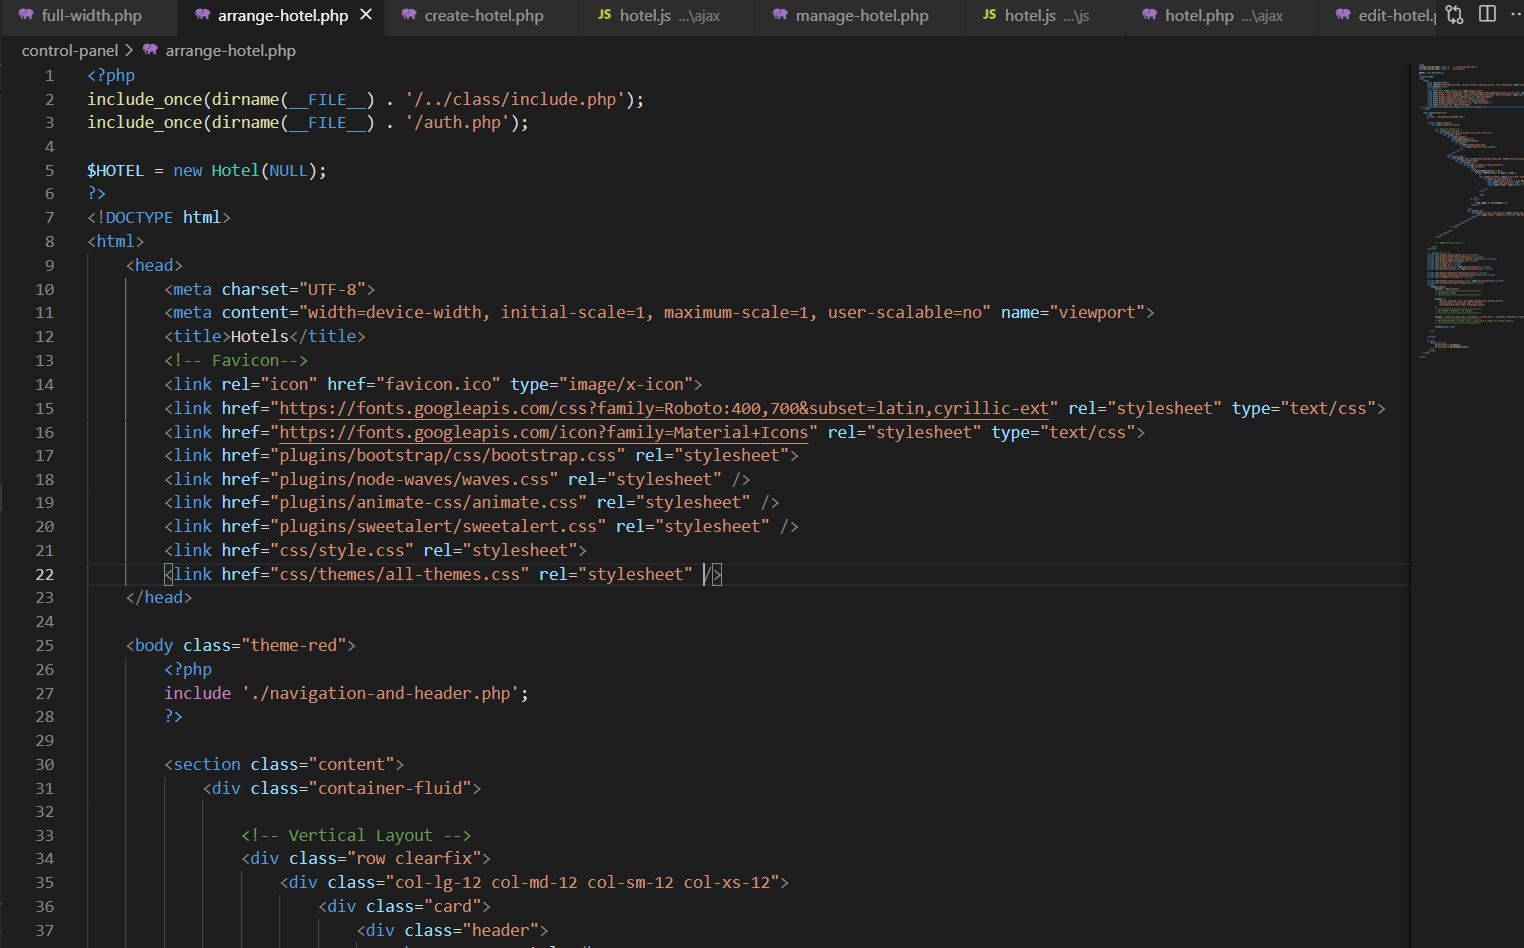 full-width.php arrange-hotel.php × create-hotel.php JS hotel.js ...\ajax manage-hotel.php JS hotel.js ...\js hotel.php ...\ajax edit-hotel.
control-panel > arrange-hotel.php
1 <?php
2 include_once(dirname(__FILE__) . '/../class/include.php');
3 include_once(dirname(__FILE__) . '/auth.php');
4
5 $HOTEL = new Hotel(NULL);
6 ?>
7 <!DOCTYPE html>
8 <html>
9 <head>
10 <meta charset="UTF-8">
11 <meta content="width=device-width, initial-scale=1, maximum-scale=1, user-scalable=no" name="viewport">
12 <title>Hotels</title>
13 <!-- Favicon-->
14 <link rel="icon" href="favicon.ico" type="image/x-icon">
15 <link href="https://fonts.googleapis.com/css?family=Roboto:400,700&subset=latin,cyrillic-ext" rel="stylesheet" type="text/css">
16 <link href="https://fonts.googleapis.com/icon?family=Material+Icons" rel="stylesheet" type="text/css">
17 <link href="plugins/bootstrap/css/bootstrap.css" rel="stylesheet">
18 <link href="plugins/node-waves/waves.css" rel="stylesheet" />
19 <link href="plugins/animate-css/animate.css" rel="stylesheet" />
20 <link href="plugins/sweetalert/sweetalert.css" rel="stylesheet" />
21 <link href="css/style.css" rel="stylesheet">
22 <link href="css/themes/all-themes.css" rel="stylesheet" />
23 </head>
24
25 <body class="theme-red">
26 <?php
27 include './navigation-and-header.php';
28 ?>
29
30 <section class="content">
31 <div class="container-fluid">
32
33 <!-- Vertical Layout -->
34 <div class="row clearfix">
35 <div class="col-lg-12 col-md-12 col-sm-12 col-xs-12">
36 <div class="card">
37 <div class="header">